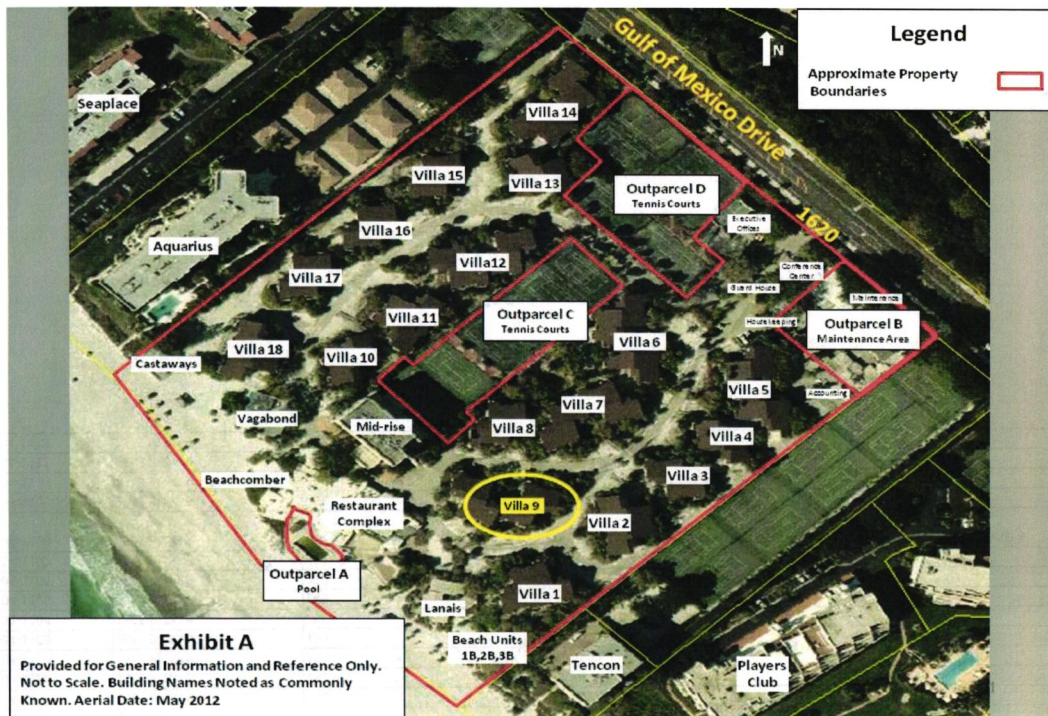 Legend
Approximate Property
Boundaries
N
Gulf of Mexico Drive
1620
Seaplace
Villa 14
Villa 15
Villa 13
Outparcel D
Tennis Courts
Executive
Offices
Villa 16
Aquarius
Villa12
Villa 17
Conference
Center
Guard House
Maintenance
Outparcel C
Tennis Courts
Villa 11
Housekeeping
Outparcel B
Maintenance Area
Villa 6
Villa 18
Villa 10
Castaways
Villa 5
Accounting
Vagabond
Mid-rise
Villa 7
Villa 8
Villa 4
Villa 3
Beachcomber
Restaurant
Complex
Villa 9
Villa 2
Outparcel A
Pool
Villa 1
Lanais
Beach Units
1B,2B,3B
Tencon
Players
Club
Exhibit A
Provided for General Information and Reference Only.
Not to Scale. Building Names Noted as Commonly
Known. Aerial Date: May 2012